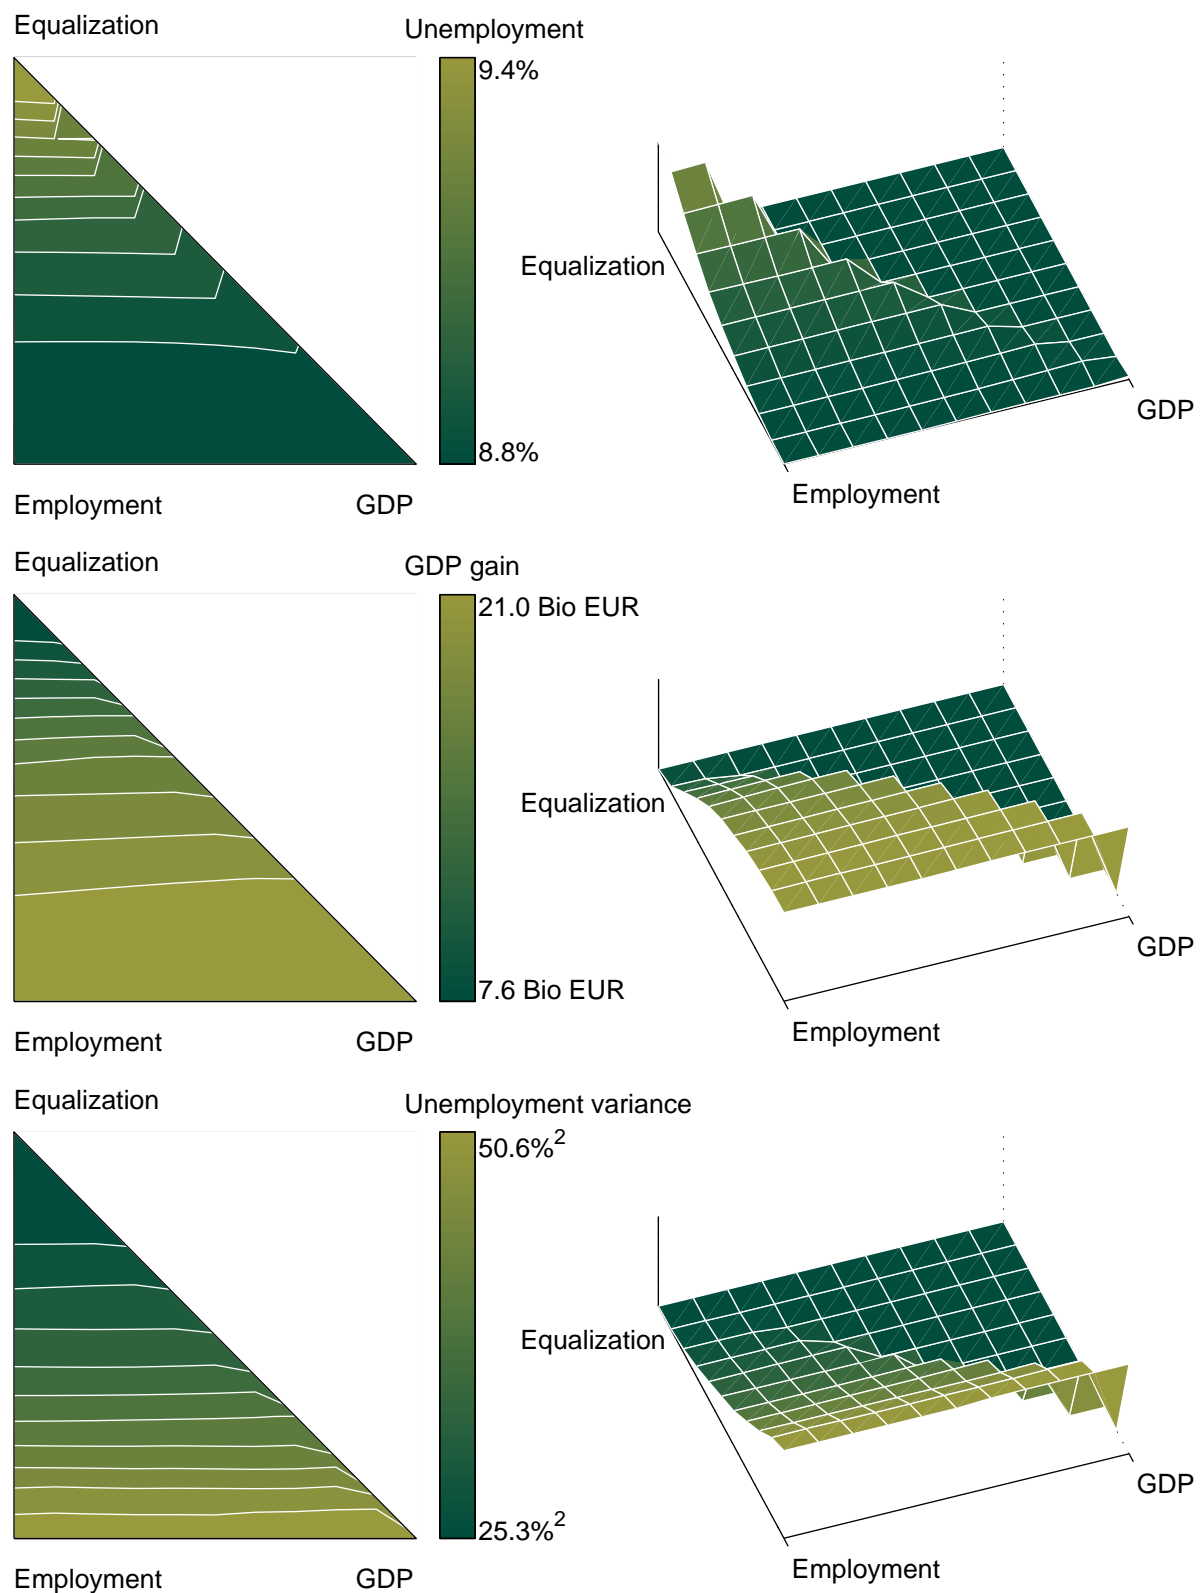 Equalization
Unemployment
9.4%
8.8%
Employment GDP
Equalization
GDP
Employment
Equalization
GDP gain
21.0 Bio EUR
7.6 Bio EUR
Employment GDP
Equalization
GDP
Employment
Equalization
Unemployment variance
50.6%²
25.3%²
Employment GDP
Equalization
GDP
Employment